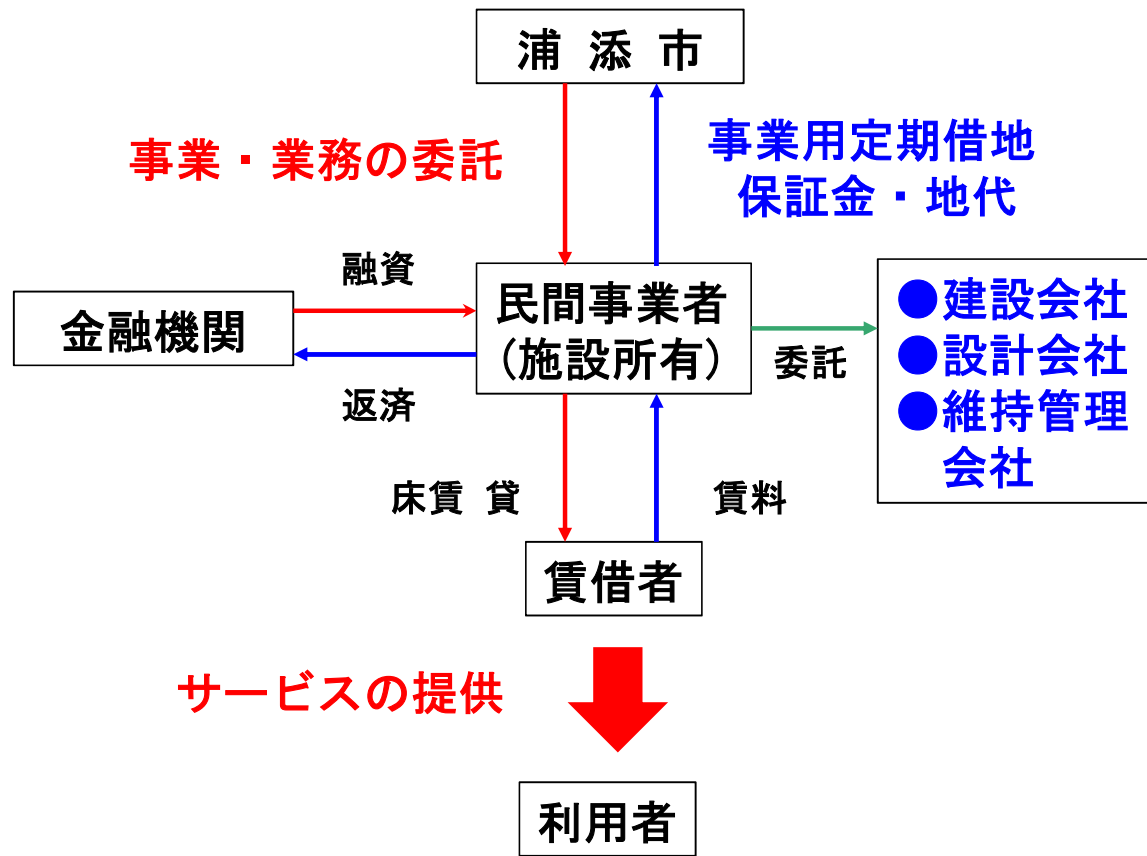 浦 添 市
事業・業務の委託
事業用定期借地
保証金・地代
融資
金融機関
返済
民間事業者
（施設所有）
委託
●建設会社
●設計会社
●維持管理
会社
床賃 貸
賃料
賃借者
サービスの提供
利用者